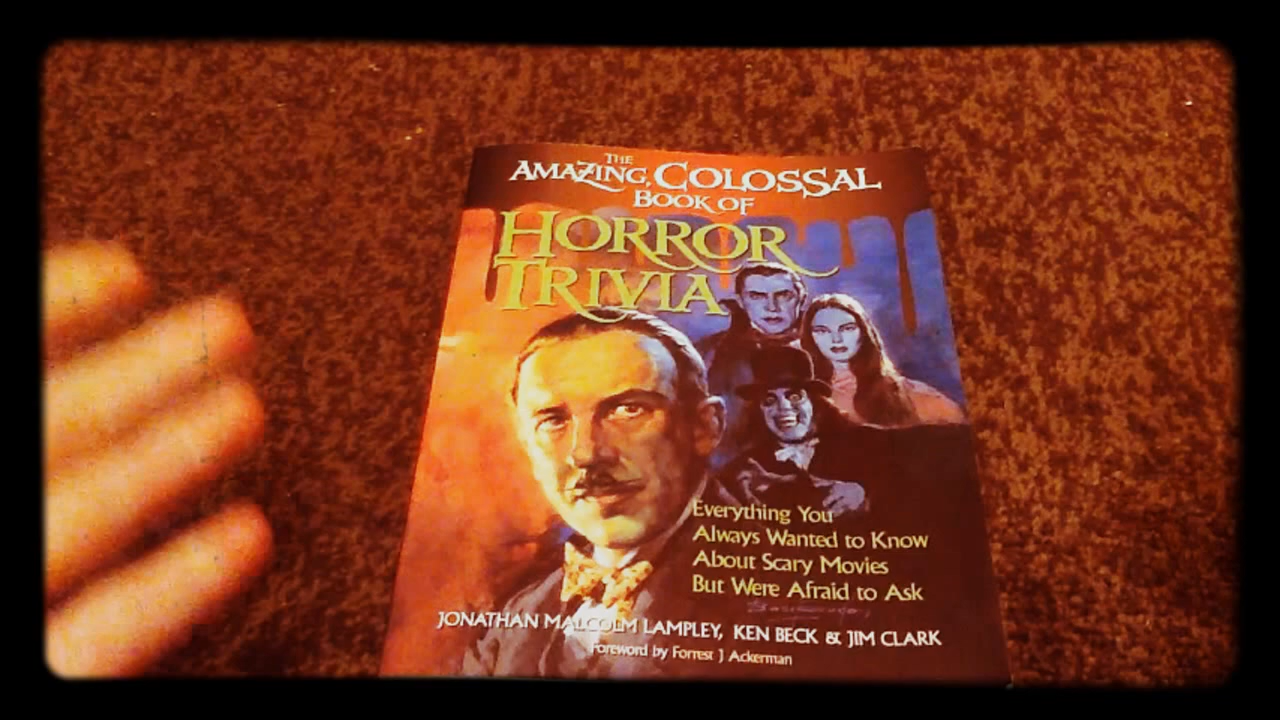 THE
AMAZING, COLOSSAL
BOOK OF
HORROR
TRIVIA
Everything You
Always Wanted to Know
About Scary Movies
But Were Afraid to Ask
JONATHAN MALCOLM LAMPLEY, KEN BECK & JIM CLARK
Foreword by Forrest J Ackerman